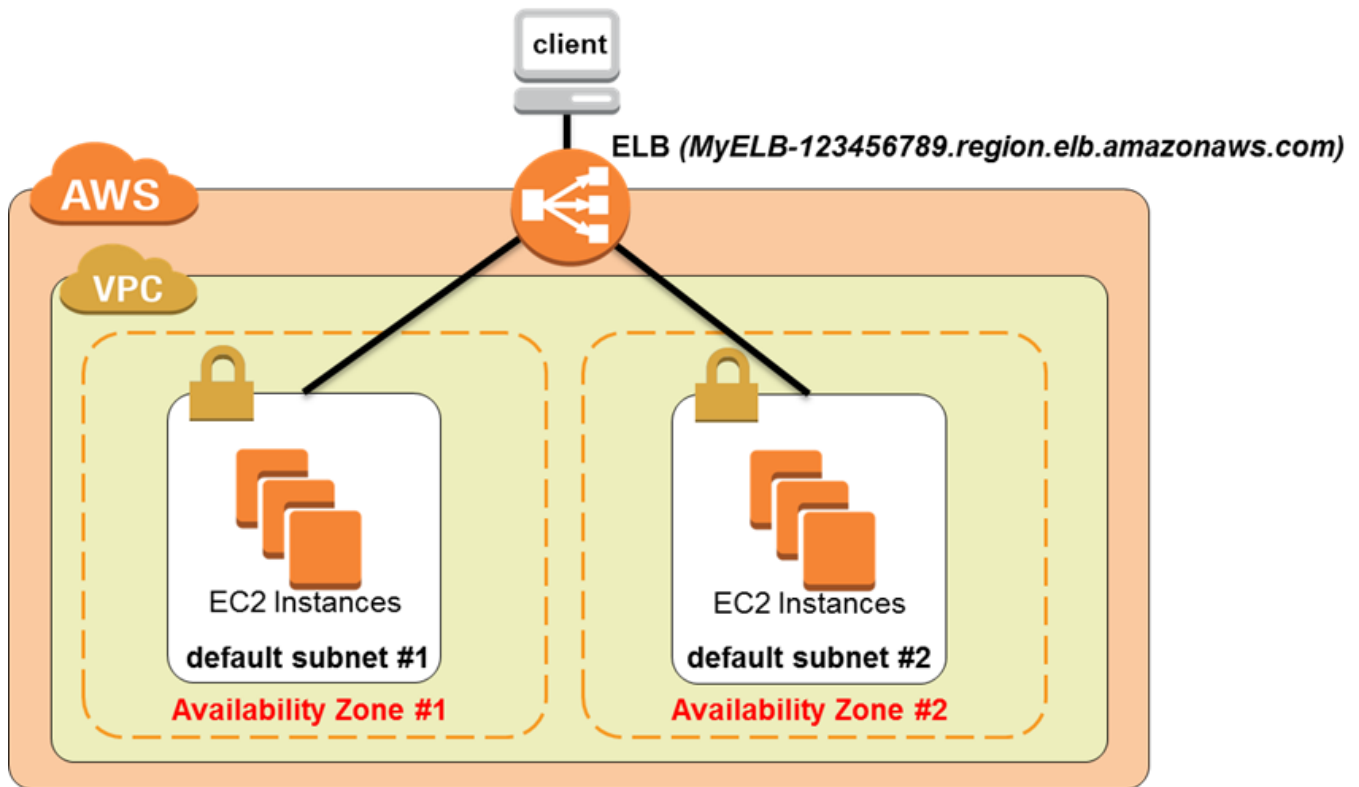 client
ELB (MyELB-123456789.region.elb.amazonaws.com)
AWS
VPC
EC2 Instances
default subnet #1
Availability Zone #1
EC2 Instances
default subnet #2
Availability Zone #2